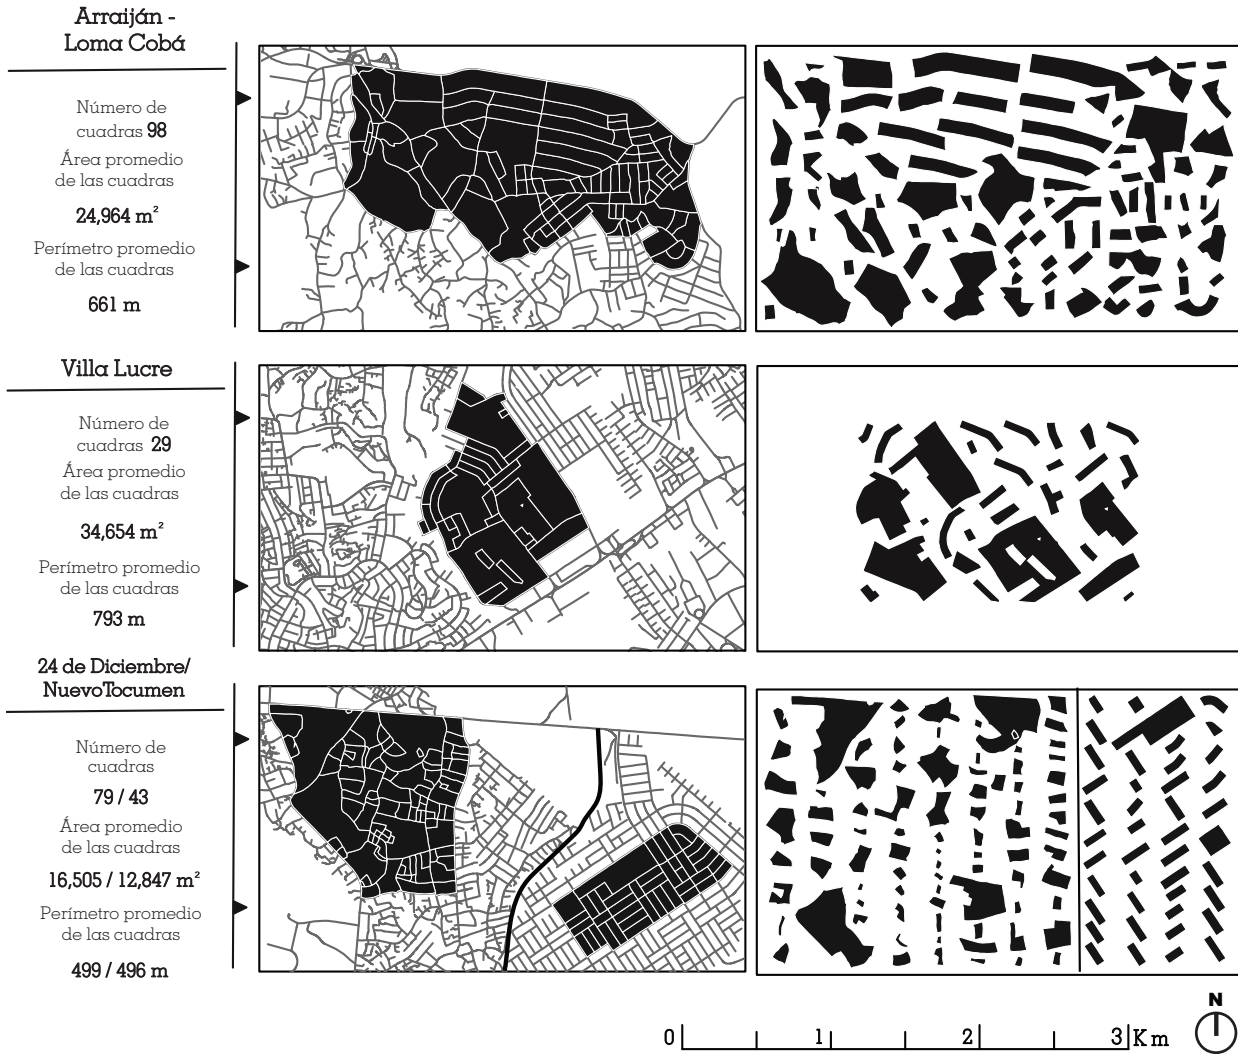 Arraiján -
Loma Cobá
Número de
cuadras 98
Área promedio
de las cuadras
24,964 m²
Perímetro promedio
de las cuadras
661 m
Villa Lucre
Número de
cuadras 29
Área promedio
de las cuadras
34,654 m²
Perímetro promedio
de las cuadras
793 m
24 de Diciembre/
NuevoTocumen
Número de
cuadras
79 / 43
Área promedio
de las cuadras
16,505 / 12,847 m²
Perímetro promedio
de las cuadras
499 / 496 m
N
0 1 2 3 Km